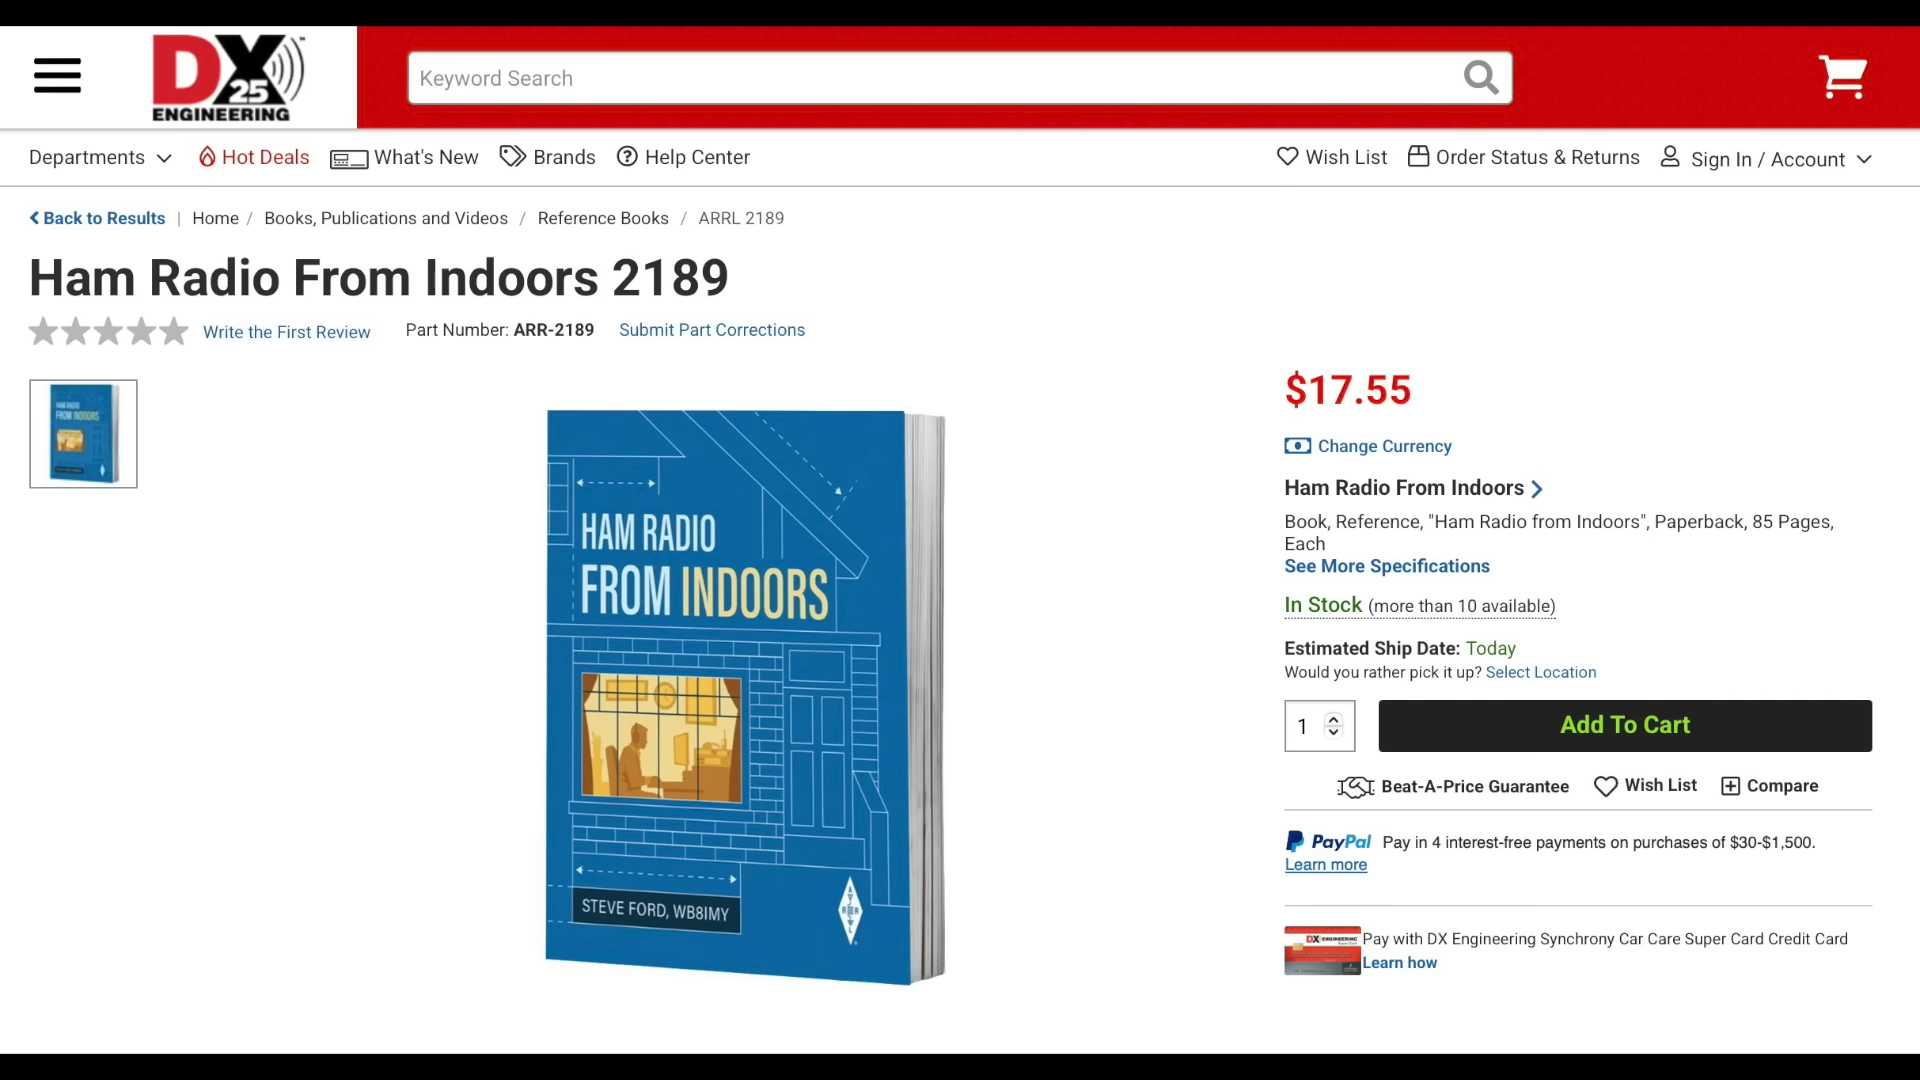 DX
25
ENGINEERING
Keyword Search
Departments
Hot Deals
What's New
Brands
Help Center
Wish List
Order Status & Returns
Sign In / Account
Back to Results | Home / Books, Publications and Videos / Reference Books / ARRL 2189
Ham Radio From Indoors 2189
Write the First Review
Part Number: ARR-2189
Submit Part Corrections
HAM RADIO
FROM INDOORS
HAM RADIO
FROM INDOORS
STEVE FORD, WB8IMY
ARRL
$17.55
Change Currency
Ham Radio From Indoors
Book, Reference, "Ham Radio from Indoors", Paperback, 85 Pages,
Each
See More Specifications
In Stock (more than 10 available)
Estimated Ship Date: Today
Would you rather pick it up? Select Location
1
Add To Cart
Beat-A-Price Guarantee
Wish List
Compare
PayPal Pay in 4 interest-free payments on purchases of $30-$1,500.
Learn more
DX ENGINEERING
Pay with DX Engineering Synchrony Car Care Super Card Credit Card
Learn how